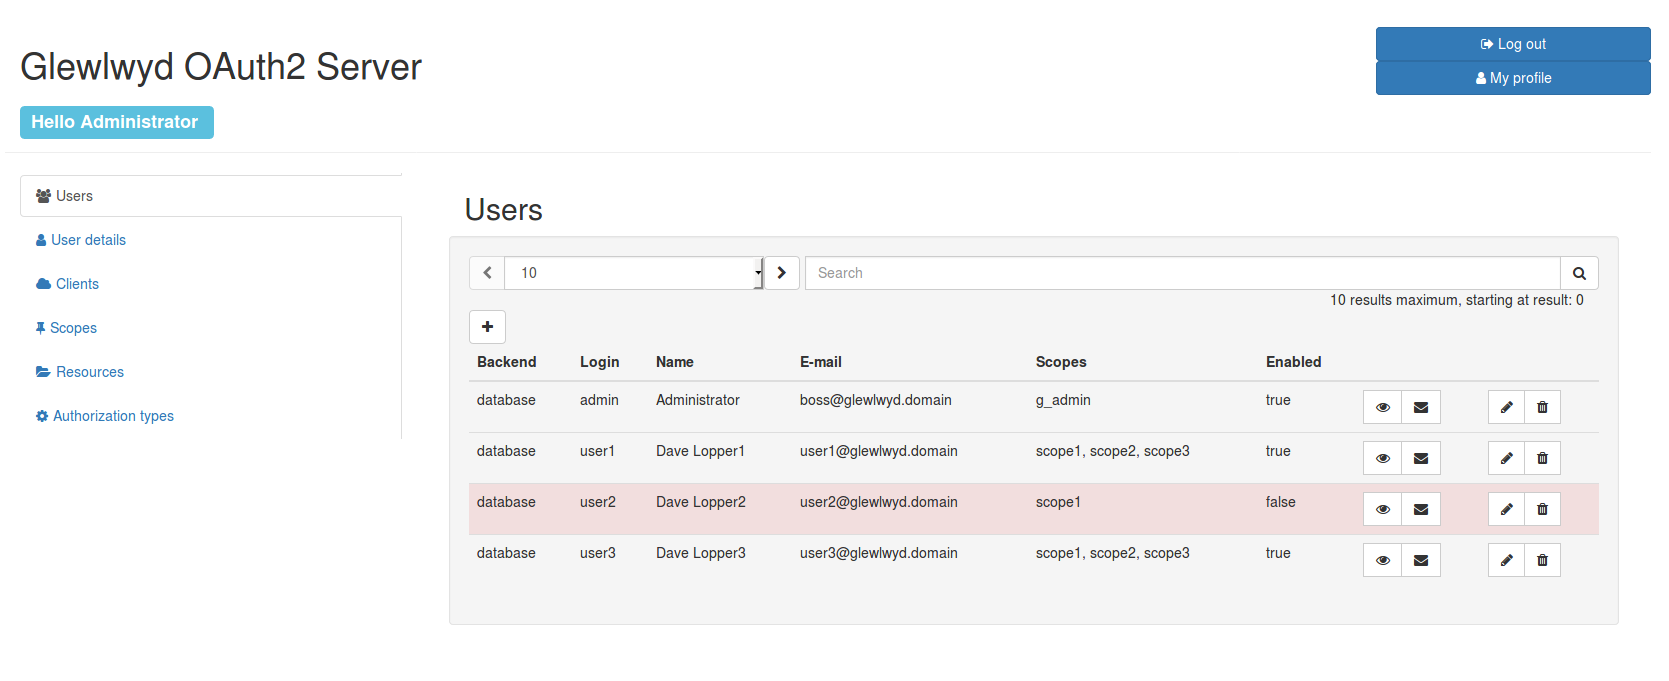 Glewlwyd OAuth2 Server
Log out
My profile
Hello Administrator
Users
User details
Clients
Scopes
Resources
Authorization types
Users
10 Search
10 results maximum, starting at result: 0
Backend Login Name E-mail Scopes Enabled
database admin Administrator boss@glewlwyd.domain g_admin true
database user1 Dave Lopper1 user1@glewlwyd.domain scope1, scope2, scope3 true
database user2 Dave Lopper2 user2@glewlwyd.domain scope1 false
database user3 Dave Lopper3 user3@glewlwyd.domain scope1, scope2, scope3 true